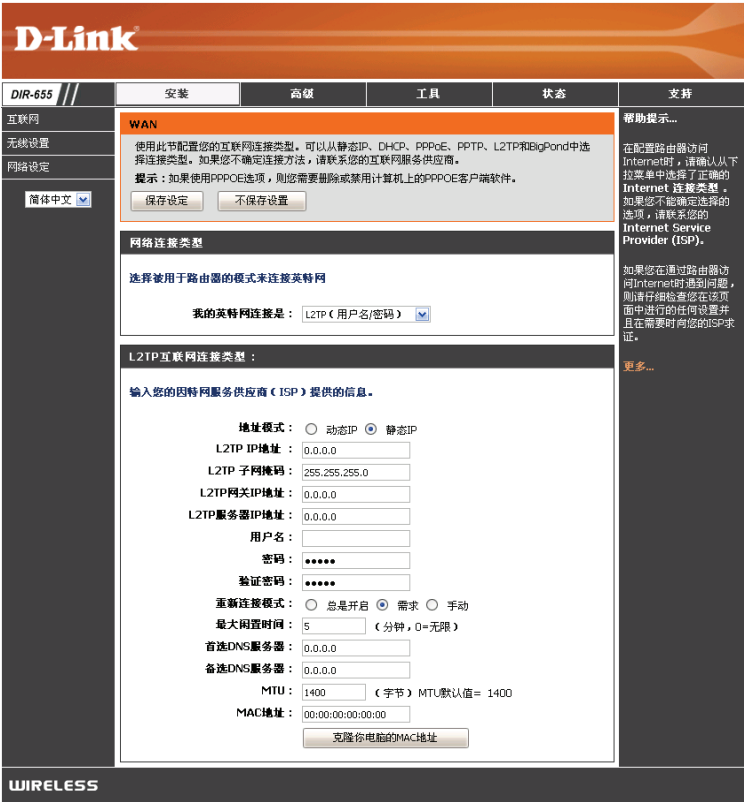 D-Link
DIR-655 // 安装 高级 工具 状态 支持
互联网
无线设置
网络设定
简体中文
WAN
使用此节配置您的互联网连接类型。可以从静态IP、DHCP、PPPoE、PPTP、L2TP和BigPond中选
择连接类型。如果您不确定连接方法，请联系您的互联网服务供应商。
提示：如果使用PPPOE选项，则您需要删除或禁用计算机上的PPPOE客户端软件。
保存设定 不保存设置
网络连接类型
选择被用于路由器的模式来连接英特网
我的英特网连接是： L2TP（用户名/密码）
L2TP互联网连接类型：
输入您的因特网服务供应商（ISP）提供的信息。
地址模式： 动态IP 静态IP
L2TP IP地址 ： 0.0.0.0
L2TP 子网掩码： 255.255.255.0
L2TP网关IP地址： 0.0.0.0
L2TP服务器IP地址： 0.0.0.0
用户名：
密码： •••••
验证密码： •••••
重新连接模式： 总是开启 需求 手动
最大闲置时间： 5 （分钟，0=无限）
首选DNS服务器： 0.0.0.0
备选DNS服务器： 0.0.0.0
MTU： 1400 （字节）MTU默认值= 1400
MAC地址： 00:00:00:00:00:00
克隆你电脑的MAC地址
帮助提示...
在配置路由器访问
Internet时，请确认从下
拉菜单中选择了正确的
Internet 连接类型 。
如果您不能确定选择的
选项，请联系您的
Internet Service
Provider (ISP)。
如果您在通过路由器访
问Internet时遇到问题，
则请仔细检查您在该页
面中进行的任何设置并
且在需要时向您的ISP求
证。
更多...
WIRELESS